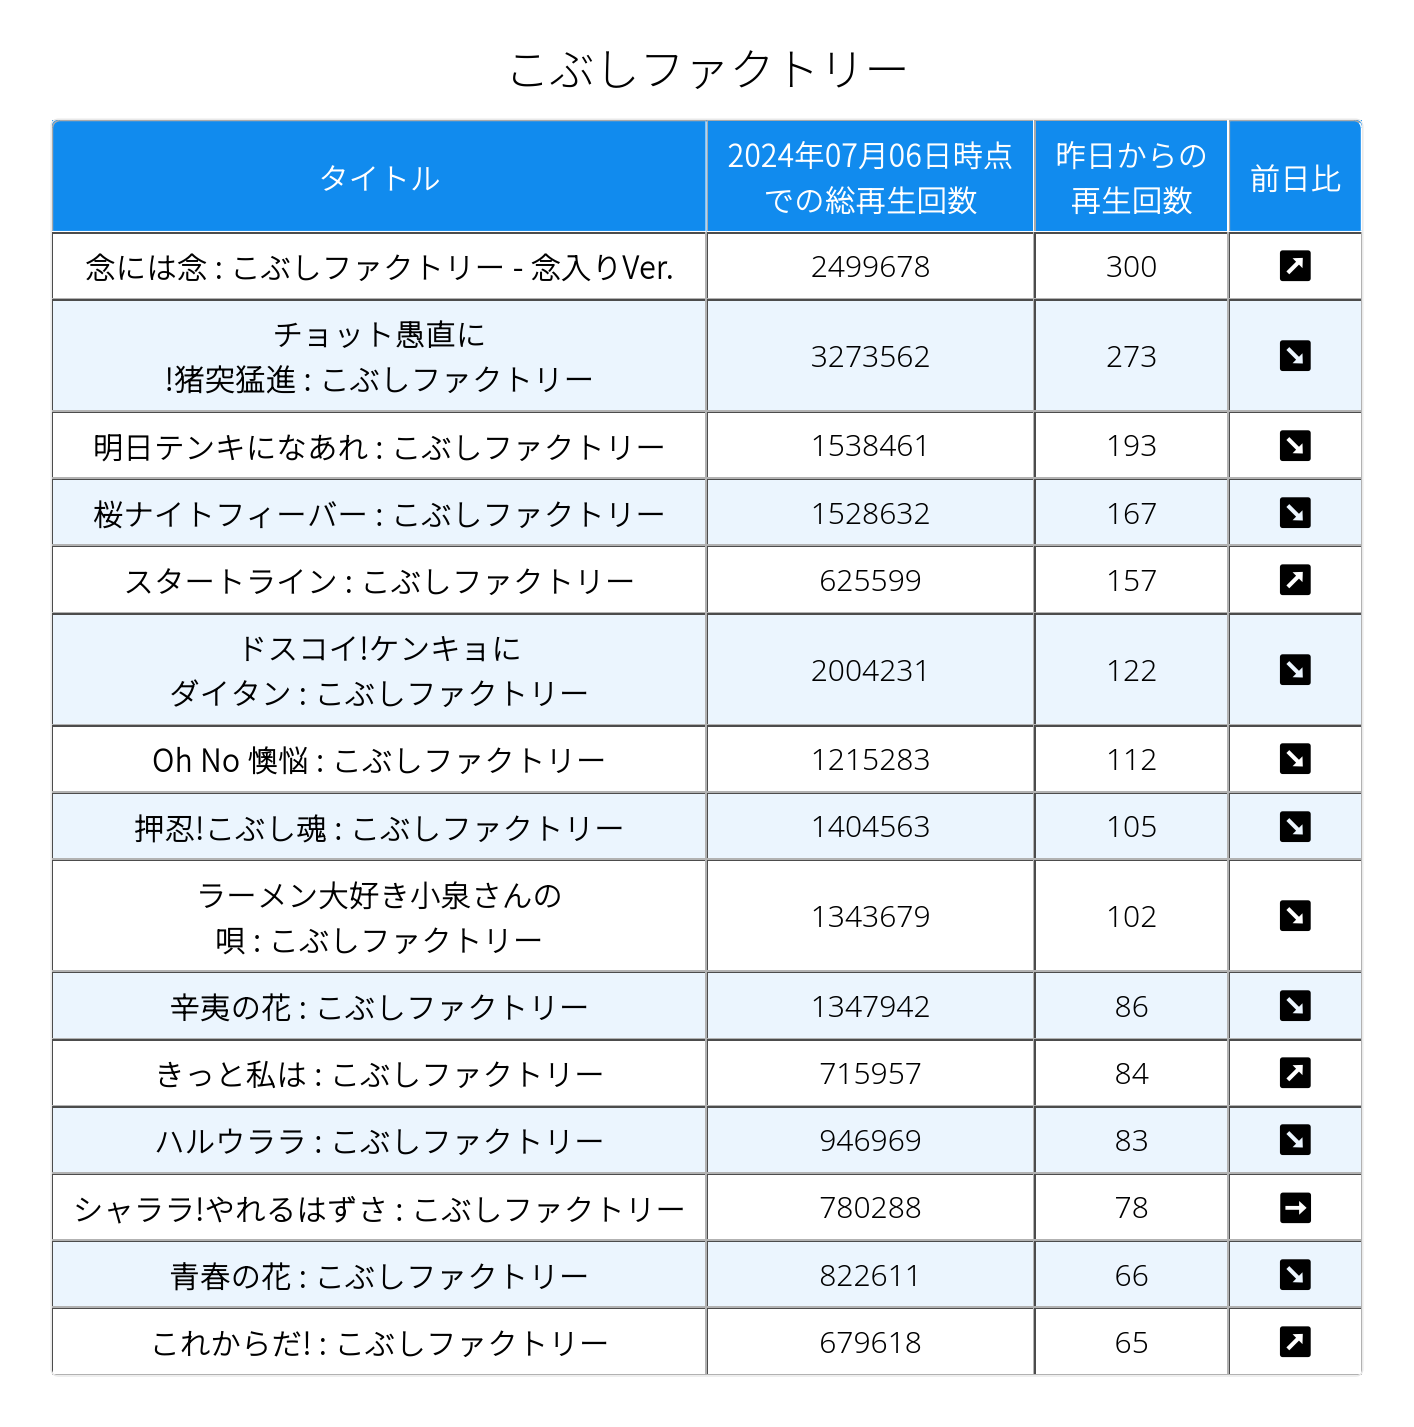 こぶしファクトリー
タイトル
2024年07月06日時点
での総再生回数
昨日からの
再生回数
前日比
念には念 : こぶしファクトリー - 念入りVer.
2499678
300
チョット愚直に
!猪突猛進 : こぶしファクトリー
3273562
273
明日テンキになあれ : こぶしファクトリー
1538461
193
桜ナイトフィーバー : こぶしファクトリー
1528632
167
スタートライン : こぶしファクトリー
625599
157
ドスコイ!ケンキョに
ダイタン : こぶしファクトリー
2004231
122
Oh No 懊悩 : こぶしファクトリー
1215283
112
押忍!こぶし魂 : こぶしファクトリー
1404563
105
ラーメン大好き小泉さんの
唄 : こぶしファクトリー
1343679
102
辛夷の花 : こぶしファクトリー
1347942
86
きっと私は : こぶしファクトリー
715957
84
ハルウララ : こぶしファクトリー
946969
83
シャララ!やれるはずさ : こぶしファクトリー
780288
78
青春の花 : こぶしファクトリー
822611
66
これからだ! : こぶしファクトリー
679618
65